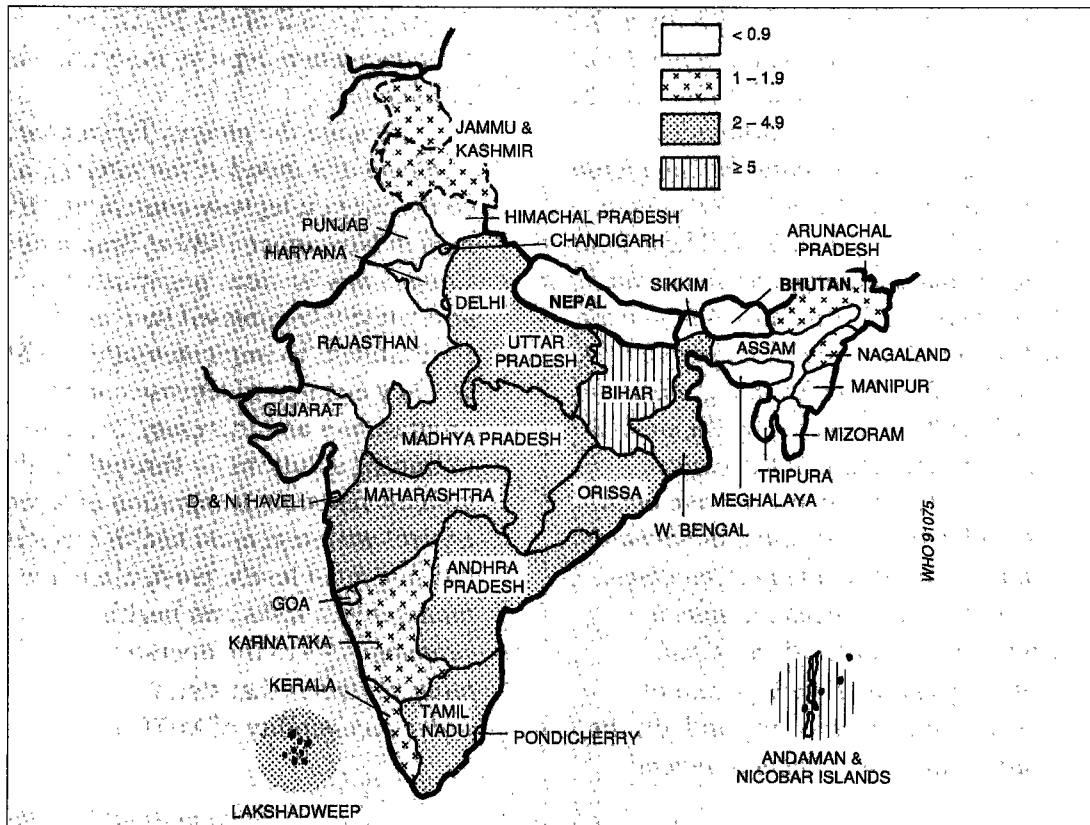 < 0.9
1 – 1.9
2 – 4.9
≥ 5
JAMMU &
KASHMIR
PUNJAB
HIMACHAL PRADESH
HARYANA
CHANDIGARH
ARUNACHAL
PRADESH
DELHI
NEPAL
SIKKIM
BHUTAN
RAJASTHAN
UTTAR
PRADESH
ASSAM
NAGALAND
BIHAR
MANIPUR
GUJARAT
MADHYA PRADESH
MIZORAM
TRIPURA
D. & N. HAVELI
MAHARASHTRA
ORISSA
MEGHALAYA
W. BENGAL
WHO 91075
ANDHRA
PRADESH
GOA
KARNATAKA
KERALA
TAMIL
NADU
PONDICHERRY
ANDAMAN &
NICOBAR ISLANDS
LAKSHADWEEP